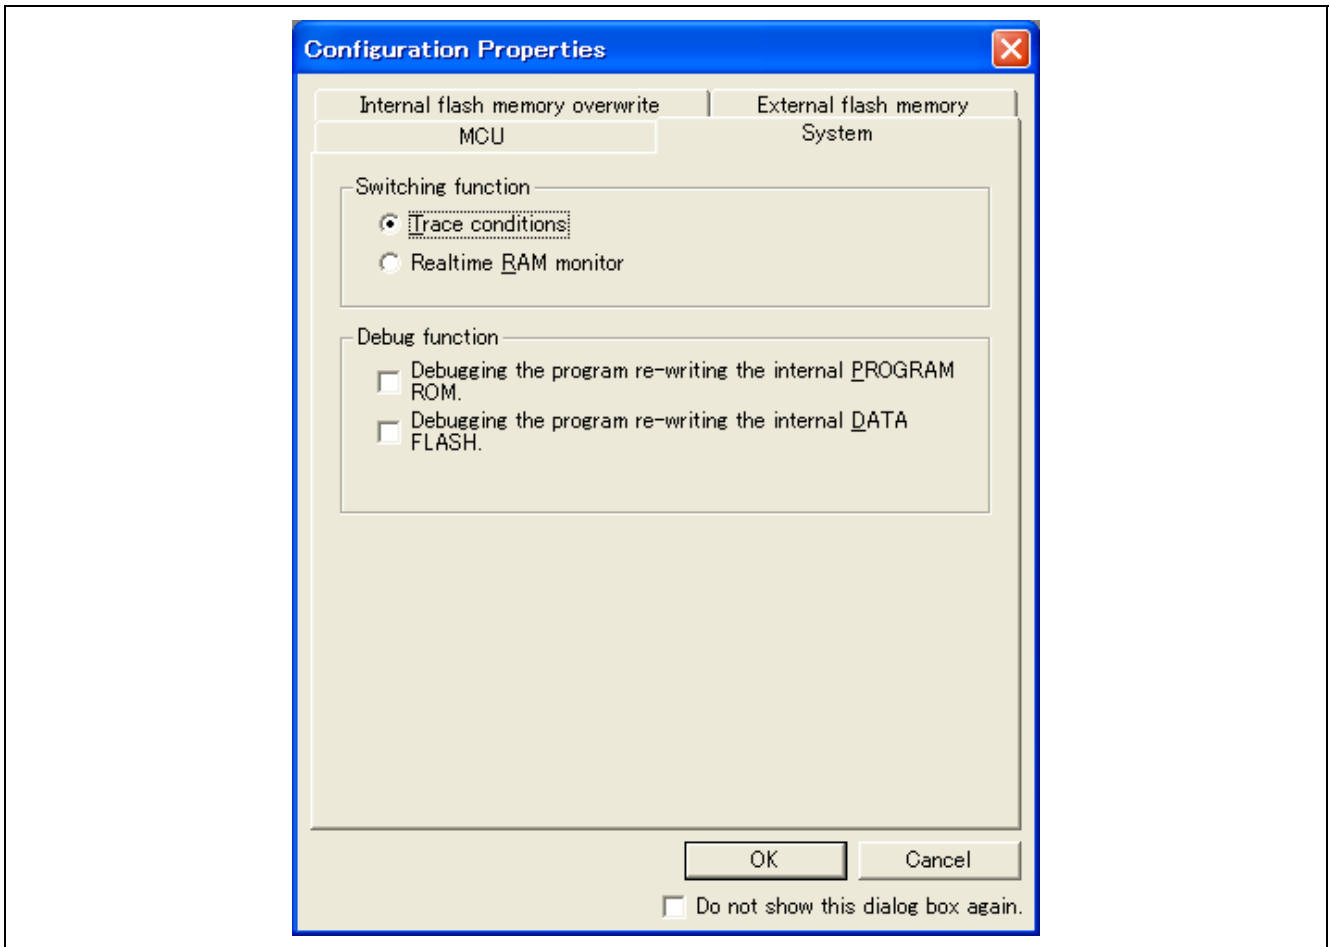 Configuration Properties
Internal flash memory overwrite
External flash memory
MCU
System
Switching function
Trace conditions
Realtime RAM monitor
Debug function
Debugging the program re-writing the internal PROGRAM
ROM.
Debugging the program re-writing the internal DATA
FLASH.
OK
Cancel
Do not show this dialog box again.